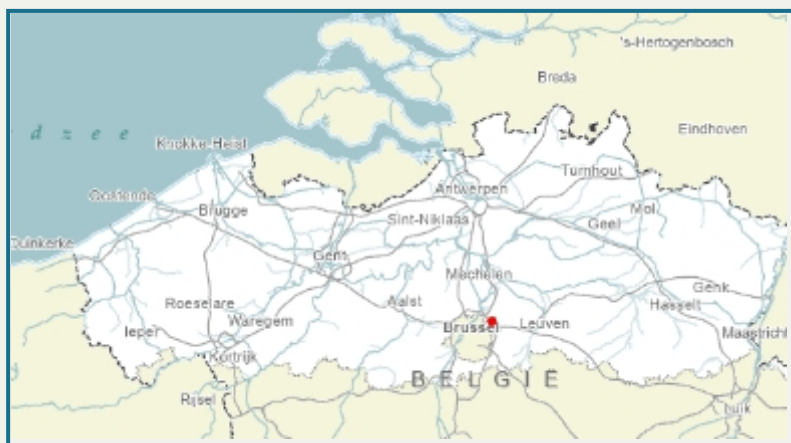 's-Hertogenbosch
Breda
d z e e
Eindhoven
Knokke-Heist
Turnhout
Antwerpen
Oostende
Mol
Brugge
Sint-Niklaas
Geel
Duinkerke
Gent
Mechelen
Genk
Roeselare
Aalst
Hasselt
Waregem
Brussel
Leuven
Ieper
Maastricht
Kortrijk
BELGIË
Rijsel
Luik